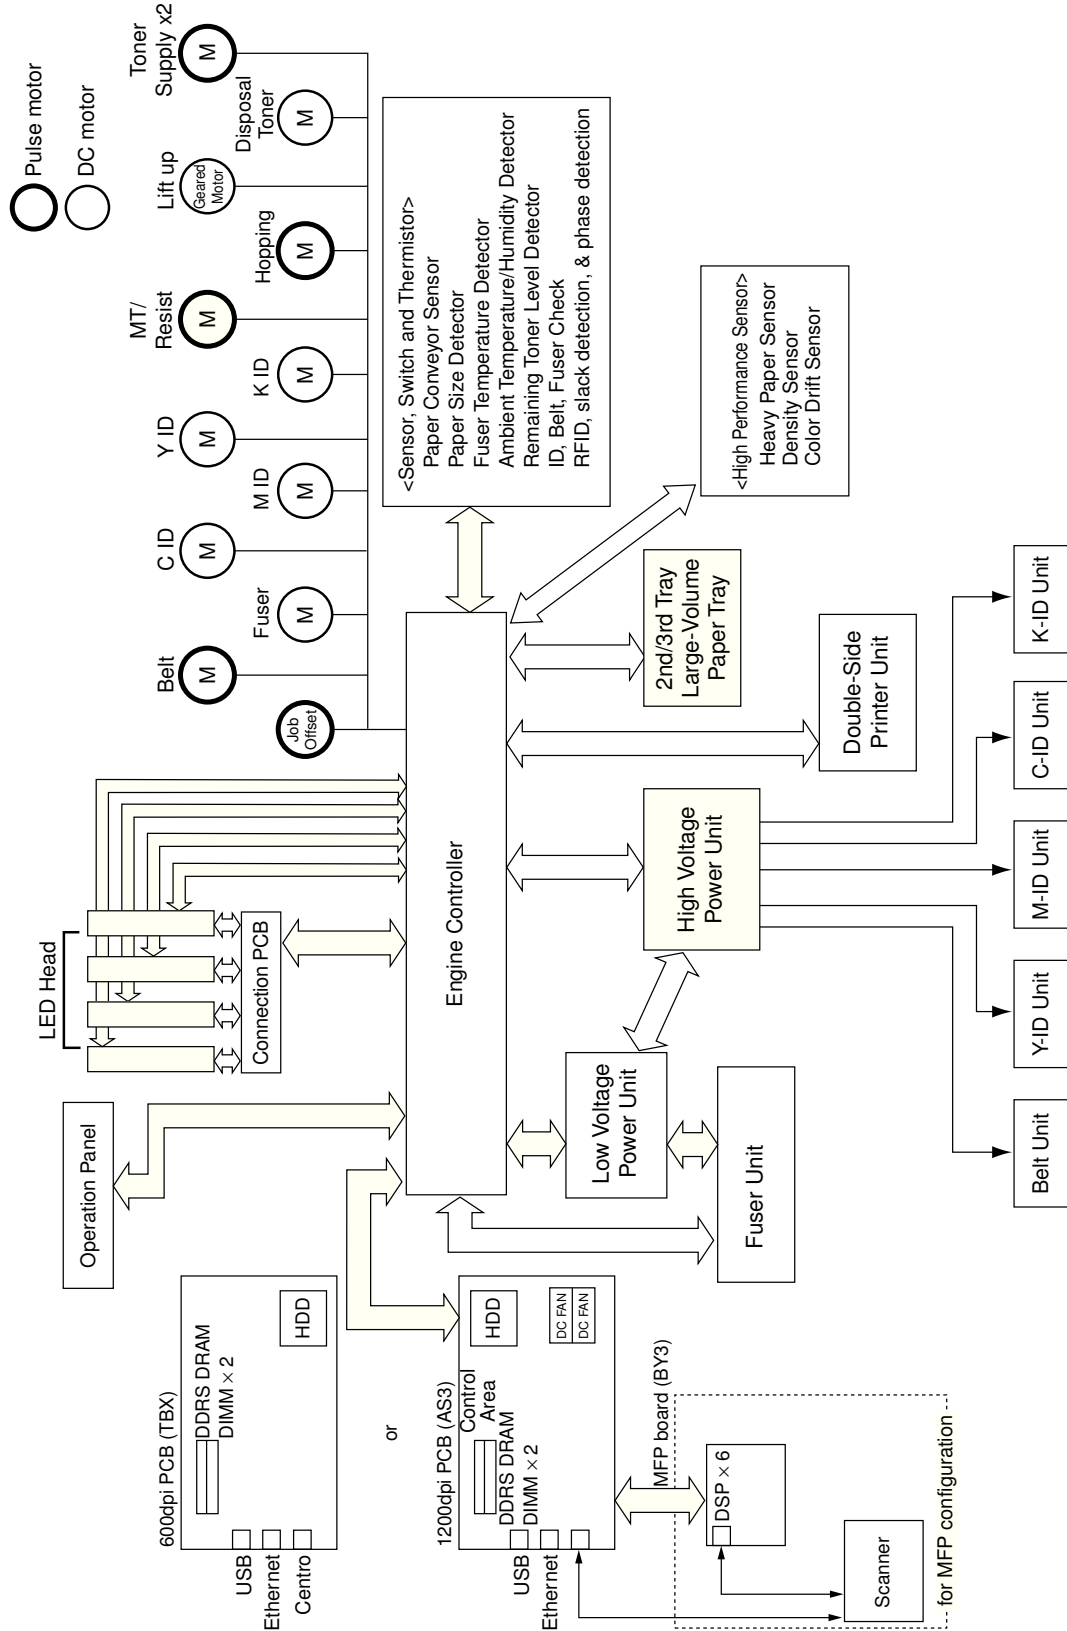 Pulse motor
DC motor
Belt
M
Fuser
M
C ID
M
M ID
M
Y ID
M
K ID
M
MT/
Resist
M
Hopping
M
Lift up
Geared
Motor
Disposal
Toner
M
Toner
Supply x2
M
Job
Offset
LED Head
Connection PCB
Operation Panel
600dpi PCB (TBX)
DDRS DRAM
DIMM × 2
HDD
USB
Ethernet
Centro
or
1200dpi PCB (AS3)
Control
Area
DDRS DRAM
DIMM × 2
HDD
DC FAN
DC FAN
USB
Ethernet
MFP board (BY3)
DSP × 6
Scanner
for MFP configuration
Engine Controller
<Sensor, Switch and Thermistor>
Paper Conveyor Sensor
Paper Size Detector
Fuser Temperature Detector
Ambient Temperature/Humidity Detector
Remaining Toner Level Detector
ID, Belt, Fuser Check
RFID, slack detection, & phase detection
<High Performance Sensor>
Heavy Paper Sensor
Density Sensor
Color Drift Sensor
2nd/3rd Tray
Large-Volume
Paper Tray
Double-Side
Printer Unit
High Voltage
Power Unit
Low Voltage
Power Unit
Fuser Unit
Belt Unit
Y-ID Unit
M-ID Unit
C-ID Unit
K-ID Unit